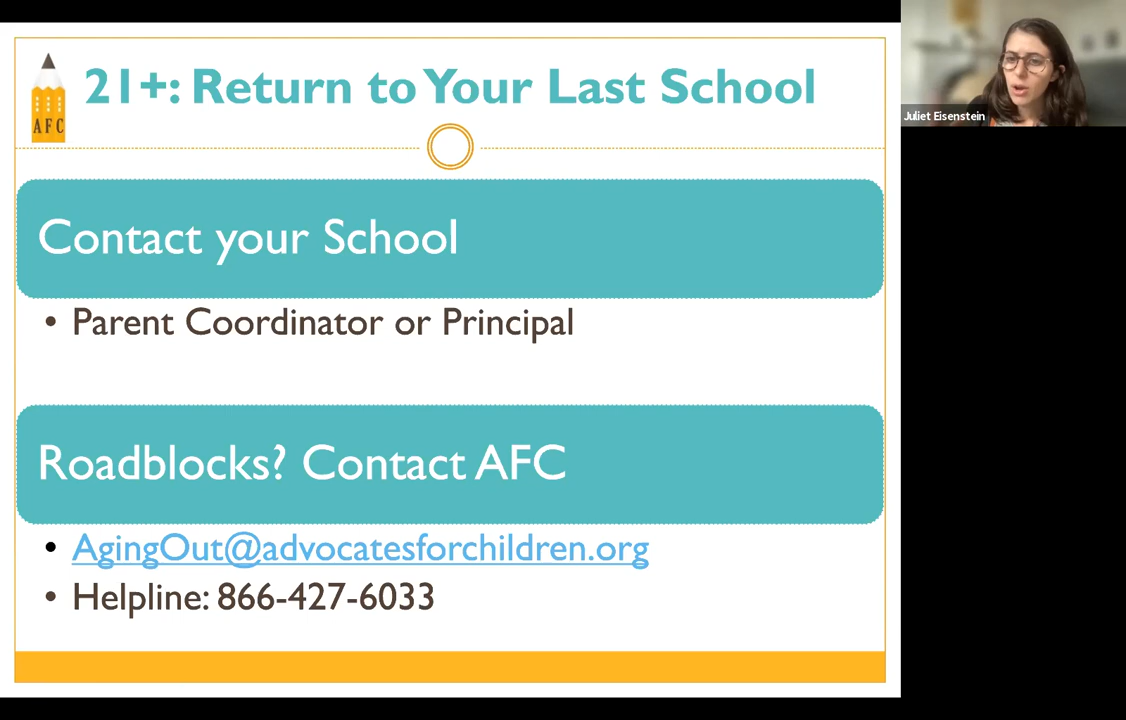 AFC
21+: Return to Your Last School
Juliet Eisenstein
Contact your School
• Parent Coordinator or Principal
Roadblocks? Contact AFC
• AgingOut@advocatesforchildren.org
• Helpline: 866-427-6033